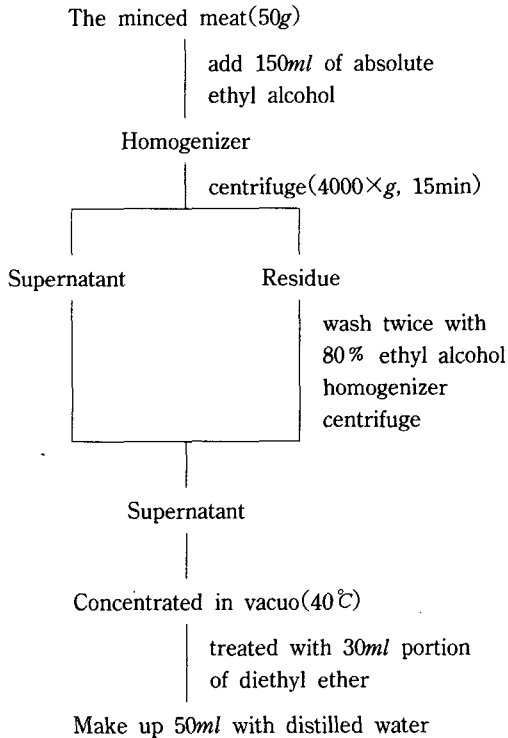 The minced meat(50g)
add 150ml of absolute
ethyl alcohol
Homogenizer
centrifuge(4000×g, 15min)
Supernatant
Residue
wash twice with
80% ethyl alcohol
homogenizer
centrifuge
Supernatant
Concentrated in vacuo(40℃)
treated with 30ml portion
of diethyl ether
Make up 50ml with distilled water